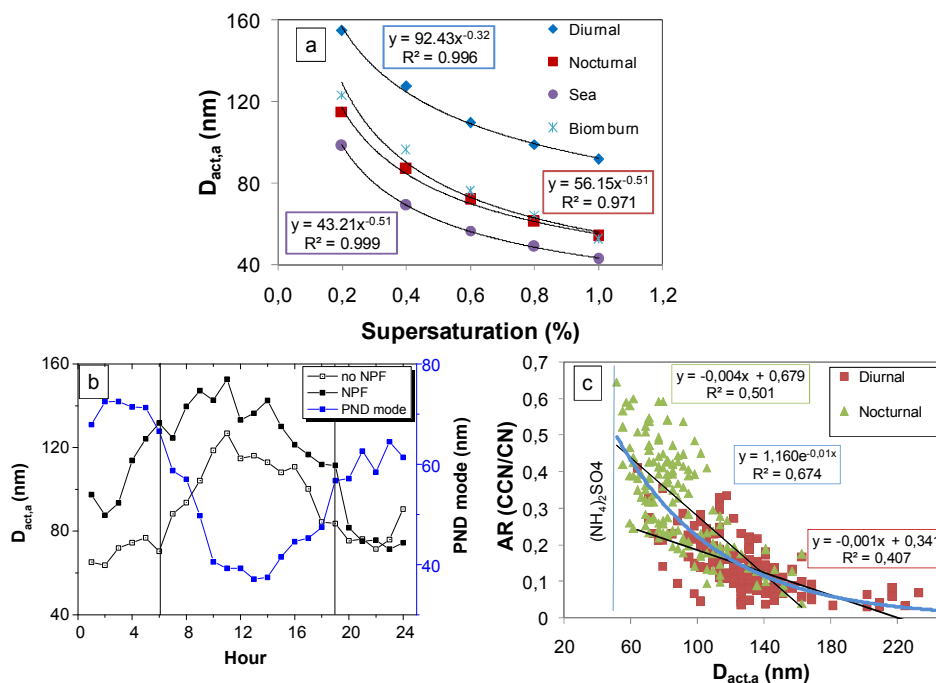 a
160
120
80
40
D_act,a (nm)
y = 92.43x^-0.32
R² = 0.996
Diurnal
Nocturnal
Sea
Biomburn
y = 56.15x^-0.51
R² = 0.971
y = 43.21x^-0.51
R² = 0.999
0,0 0,2 0,4 0,6 0,8 1,0 1,2
Supersaturation (%)
b
160
120
80
40
D_act,a (nm)
no NPF
NPF
PND mode
80
60
40
PND mode (nm)
0 4 8 12 16 20 24
Hour
c
0,7
0,6
0,5
0,4
0,3
0,2
0,1
0
AR (CCN/CN)
(NH₄)₂SO4
y = -0,004x + 0,679
R² = 0,501
Diurnal
Nocturnal
y = 1,160e^-0,01x
R² = 0,674
y = -0,001x + 0,341
R² = 0,407
20 60 100 140 180 220
D_act,a (nm)